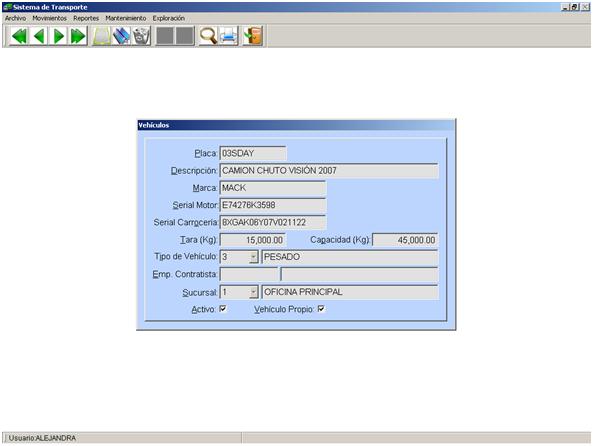 Sistema de Transporte
Archivo Movimientos Reportes Mantenimiento Exploración
Vehículos
Placa: 03SDAY
Descripción: CAMION CHUTO VISIÓN 2007
Marca: MACK
Serial Motor: E74276K3598
Serial Carrocería: 8XGAK06Y07V021122
Tara (Kg): 15,000.00 Capacidad (Kg): 45,000.00
Tipo de Vehículo: 3 PESADO
Emp. Contratista:
Sucursal: 1 OFICINA PRINCIPAL
Activo: Vehículo Propio:
Usuario:ALEJANDRA